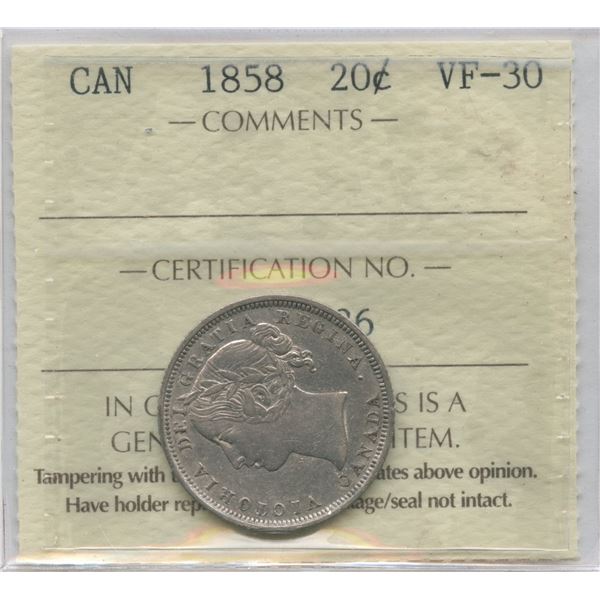 CAN 1858 20¢ VF-30
— COMMENTS —
— CERTIFICATION NO. —
36
IN S IS A
GEN ITEM.
Tampering with ates above opinion.
Have holder rep age/seal not intact.
VICTORIA DEI GRATIA REGINA.
CANADA